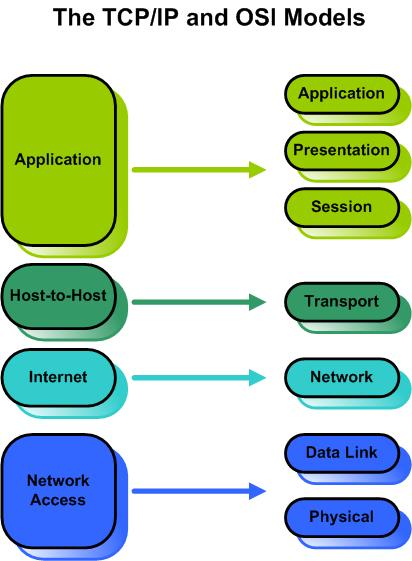 The TCP/IP and OSI Models
Application
Application
Presentation
Session
Host-to-Host
Transport
Internet
Network
Network
Access
Data Link
Physical